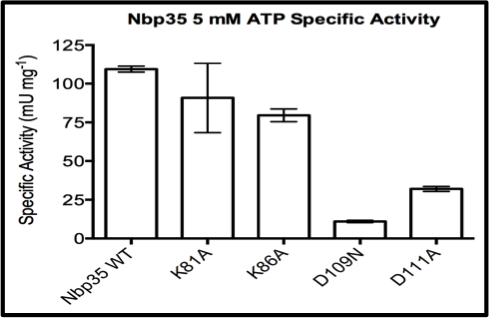 Nbp35 5 mM ATP Specific Activity
Specific Activity (mU mg⁻¹)
125
100
75
50
25
0
Nbp35 WT
K81A
K86A
D109N
D111A